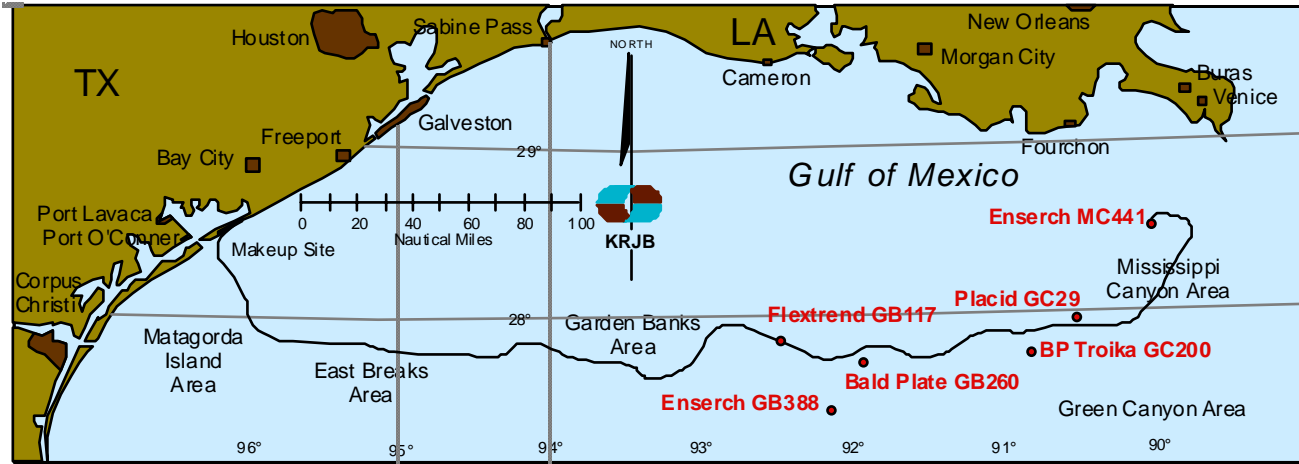 New Orleans
Sabine Pass
Houston
NORTH
LA
Morgan City
TX
Cameron
Buras
Venice
Galveston
Freeport
Fourchon
Bay City
29°
Gulf of Mexico
Port Lavaca
Port O'Conner
Enserch MC441
0 20 40 60 80 100
Nautical Miles
KRJB
Makeup Site
Corpus
Christi
Mississippi
Canyon Area
Placid GC29
Flextrend GB117
28°
Garden Banks
Area
Matagorda
Island
Area
BP Troika GC200
East Breaks
Area
Bald Plate GB260
Enserch GB388
Green Canyon Area
96° 95° 94° 93° 92° 91° 90°